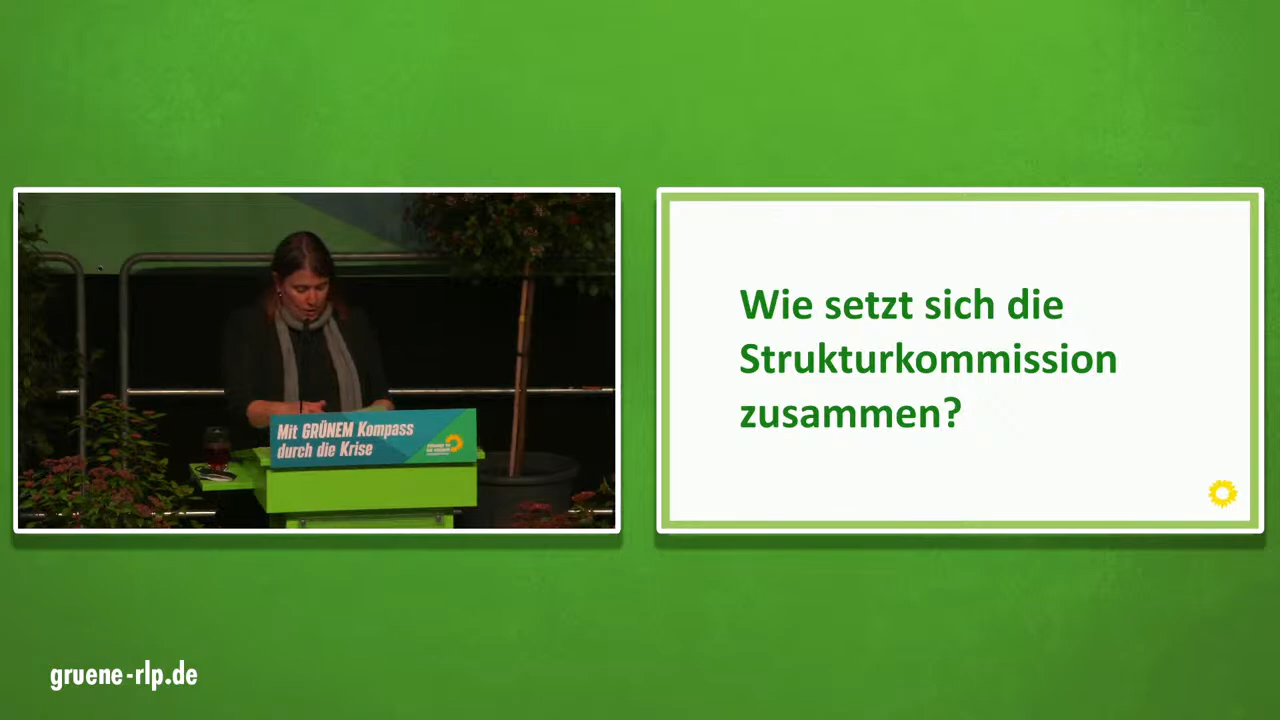 Mit GRÜNEM Kompass
durch die Krise
Wie setzt sich die
Strukturkommission
zusammen?
gruene-rlp.de